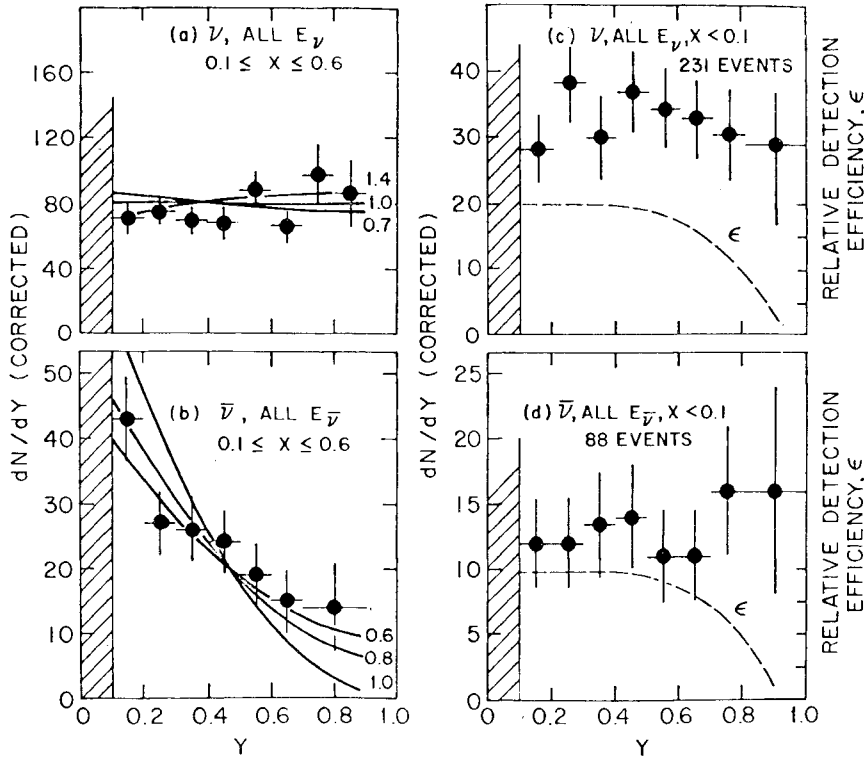 (a) ν, ALL Eν
0.1 ≤ X ≤ 0.6
160
120
80
40
0
1.4
1.0
0.7
dN/dY (CORRECTED)
(b) ν̄, ALL Eν̄
0.1 ≤ X ≤ 0.6
50
40
30
20
10
0
0.6
0.8
1.0
0 0.2 0.4 0.6 0.8 1.0
Y
(c) ν, ALL Eν, X < 0.1
231 EVENTS
40
30
20
10
0
ϵ
dN/dY (CORRECTED)
RELATIVE DETECTION
EFFICIENCY, ϵ
(d) ν̄, ALL Eν̄, X < 0.1
88 EVENTS
25
20
15
10
5
0
ϵ
RELATIVE DETECTION
EFFICIENCY, ϵ
0 0.2 0.4 0.6 0.8 1.0
Y